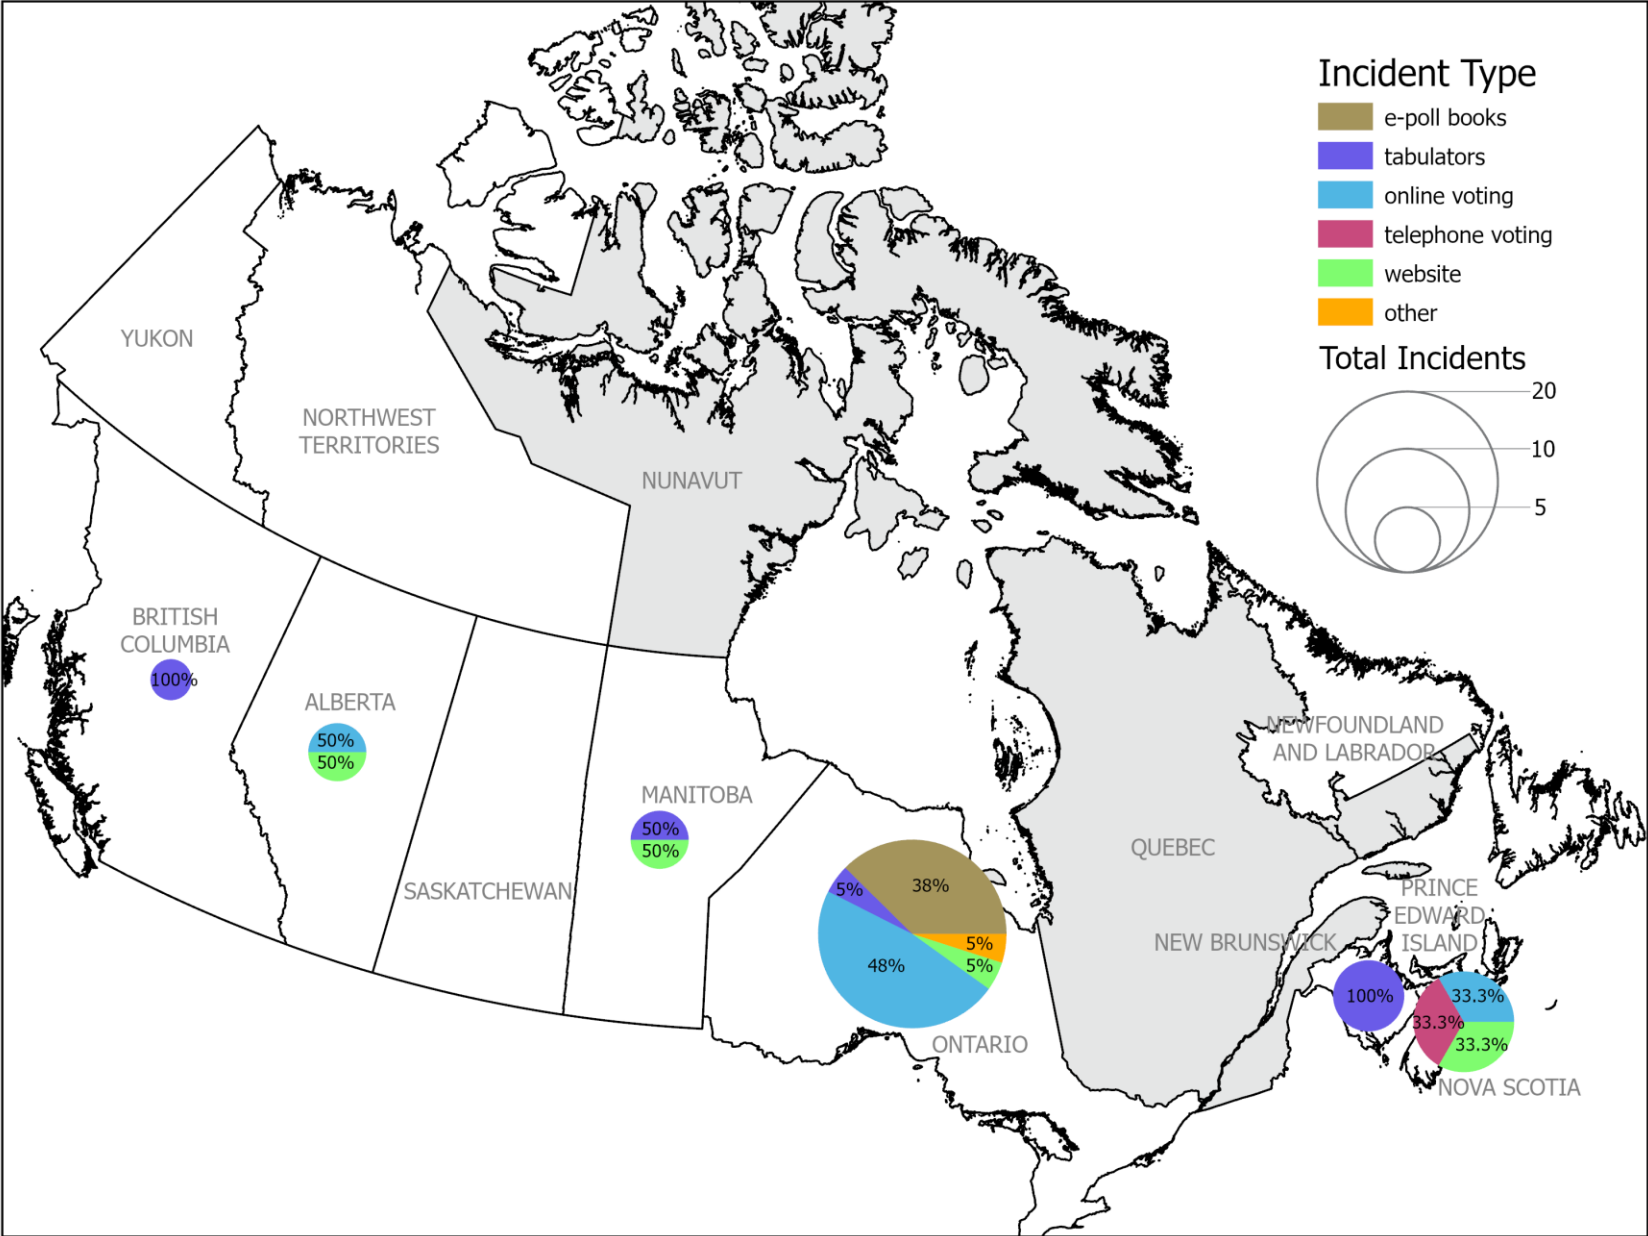 Incident Type
e-poll books
tabulators
online voting
telephone voting
website
other
Total Incidents
20
10
5
YUKON
NORTHWEST
TERRITORIES
NUNAVUT
BRITISH
COLUMBIA
100%
ALBERTA
50%
50%
SASKATCHEWAN
MANITOBA
50%
50%
38%
5%
48%
5%
5%
ONTARIO
QUEBEC
NEWFOUNDLAND
AND LABRADOR
PRINCE
EDWARD
ISLAND
NEW BRUNSWICK
100%
33.3%
33.3%
33.3%
NOVA SCOTIA